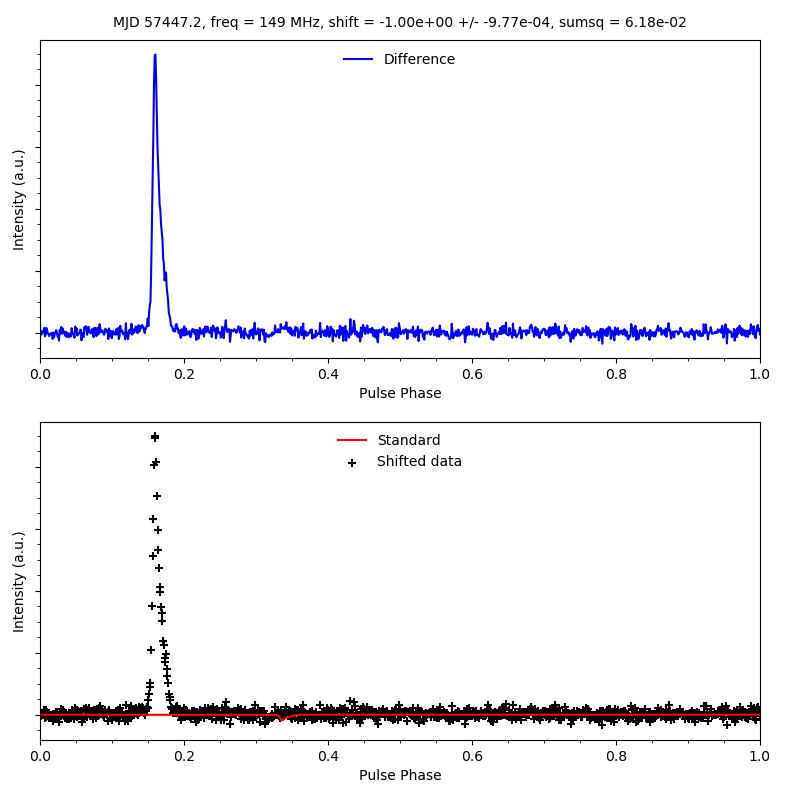 MJD 57447.2, freq = 149 MHz, shift = -1.00e+00 +/- -9.77e-04, sumsq = 6.18e-02
Difference
Intensity (a.u.)
0.0 0.2 0.4 0.6 0.8 1.0
Pulse Phase
Standard
Shifted data
Intensity (a.u.)
0.0 0.2 0.4 0.6 0.8 1.0
Pulse Phase